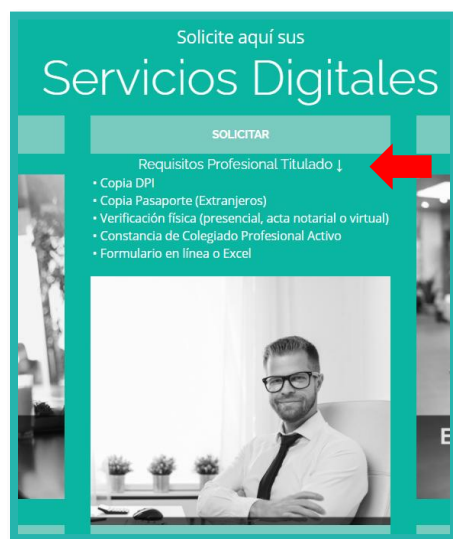 Solicite aquí sus
Servicios Digitales
SOLICITAR
Requisitos Profesional Titulado ↓
• Copia DPI
• Copia Pasaporte (Extranjeros)
• Verificación física (presencial, acta notarial o virtual)
• Constancia de Colegiado Profesional Activo
• Formulario en línea o Excel
E